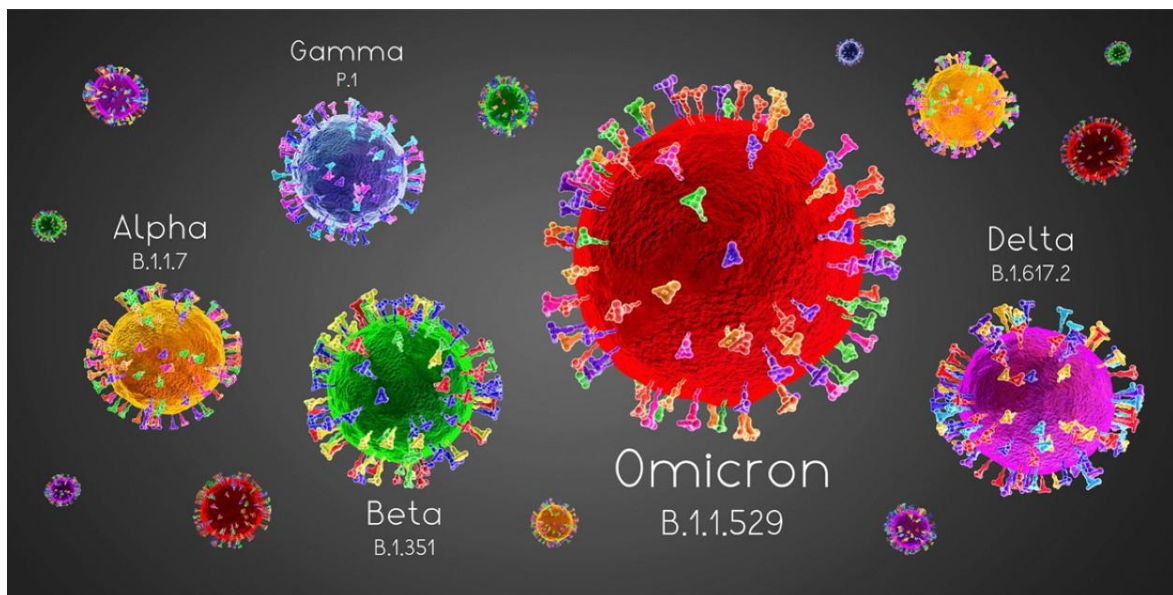 Gamma
P.1
Alpha
B.1.1.7
Delta
B.1.617.2
Omicron
B.1.1.529
Beta
B.1.351